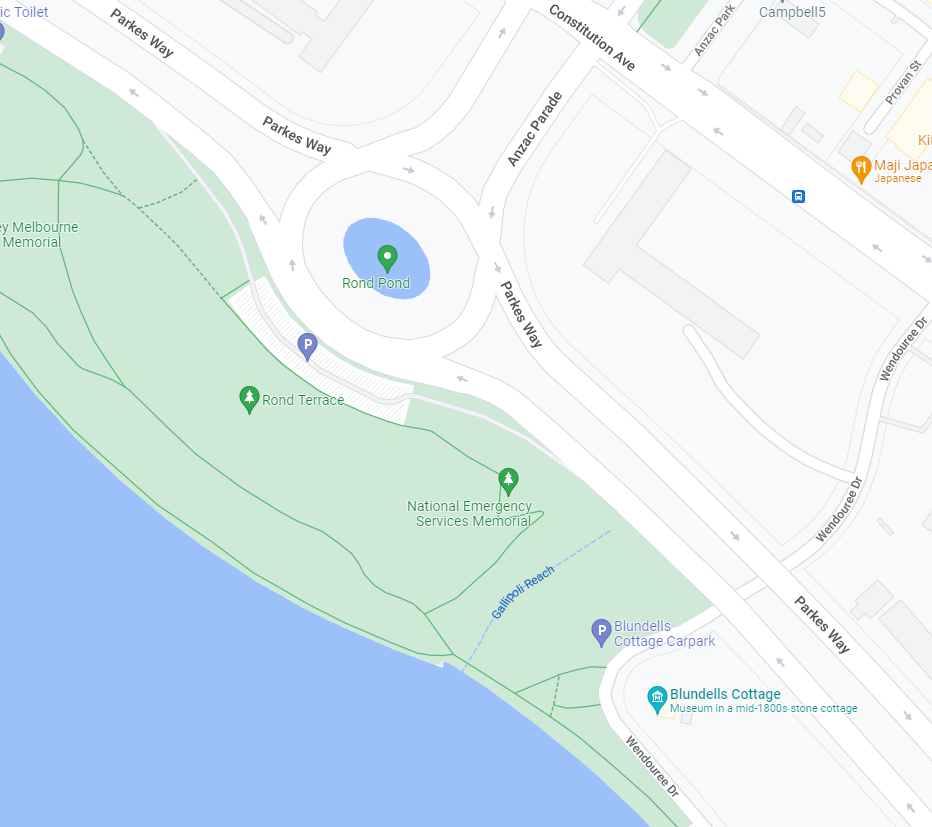 ic Toilet
Parkes Way
Constitution Ave
Campbell5
Anzac Park
Provan St
Parkes Way
Anzac Parade
Kii
Maji Japa
Japanese
ey Melbourne
Memorial
Rond Pond
Parkes Way
Wendouree Dr
P
Rond Terrace
Wendouree Dr
National Emergency
Services Memorial
Gallipoli Reach
Parkes Way
P
Blundells
Cottage Carpark
Blundells Cottage
Museum in a mid-1800s stone cottage
Wendouree Dr